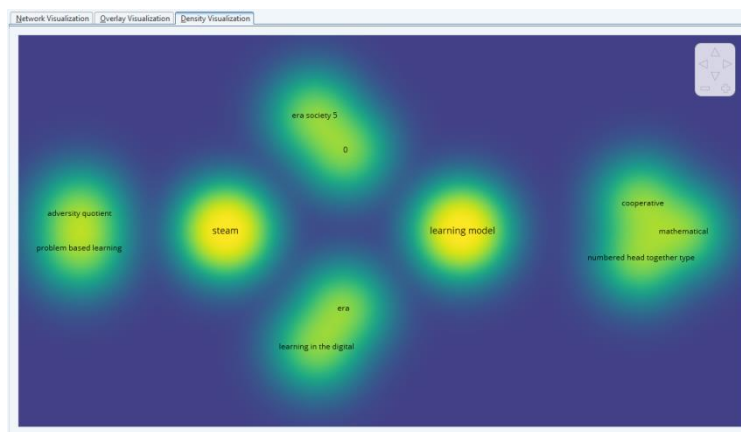 Network Visualization Overlay Visualization Density Visualization
era society 5
0
cooperative
adversity quotient
steam
learning model
mathematical
problem based learning
numbered head together type
era
learning in the digital